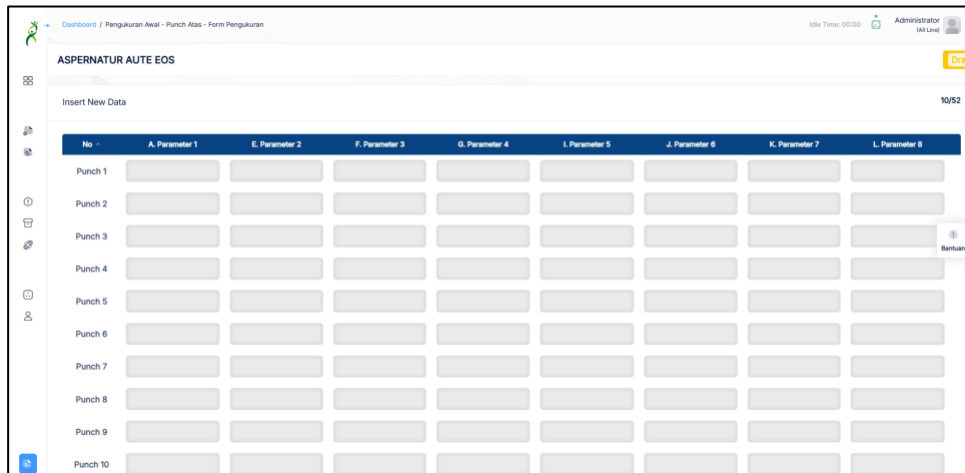 Dashboard / Pengukuran Awal - Punch Atas - Form Pengukuran
Idle Time: 00:00
Administrator
(All Line)
ASPERNATUR AUTE EOS
Insert New Data
10/52
No A. Parameter 1 E. Parameter 2 F. Parameter 3 G. Parameter 4 I. Parameter 5 J. Parameter 6 K. Parameter 7 L. Parameter 8
Punch 1
Punch 2
Punch 3
Bantuan
Punch 4
Punch 5
Punch 6
Punch 7
Punch 8
Punch 9
Punch 10